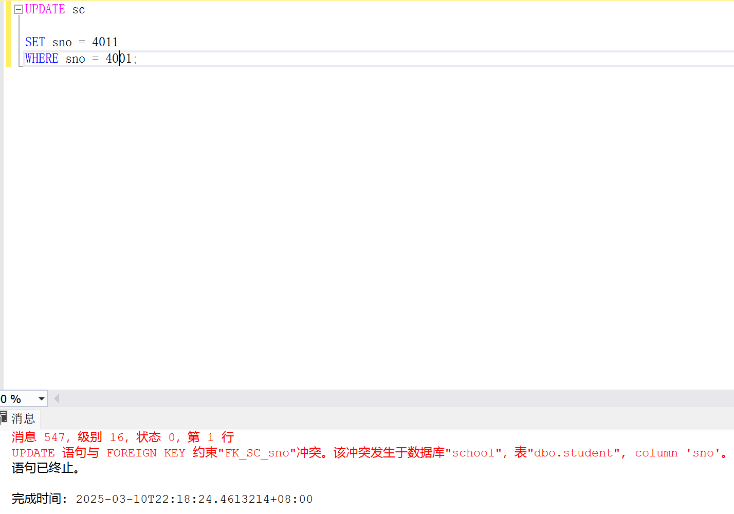 UPDATE sc
SET sno = 4011
WHERE sno = 4001;
0 %
消息
消息 547，级别 16，状态 0，第 1 行
UPDATE 语句与 FOREIGN KEY 约束"FK_SC_sno"冲突。该冲突发生于数据库"school"，表"dbo.student", column 'sno'。
语句已终止。
完成时间: 2025-03-10T22:18:24.4613214+08:00